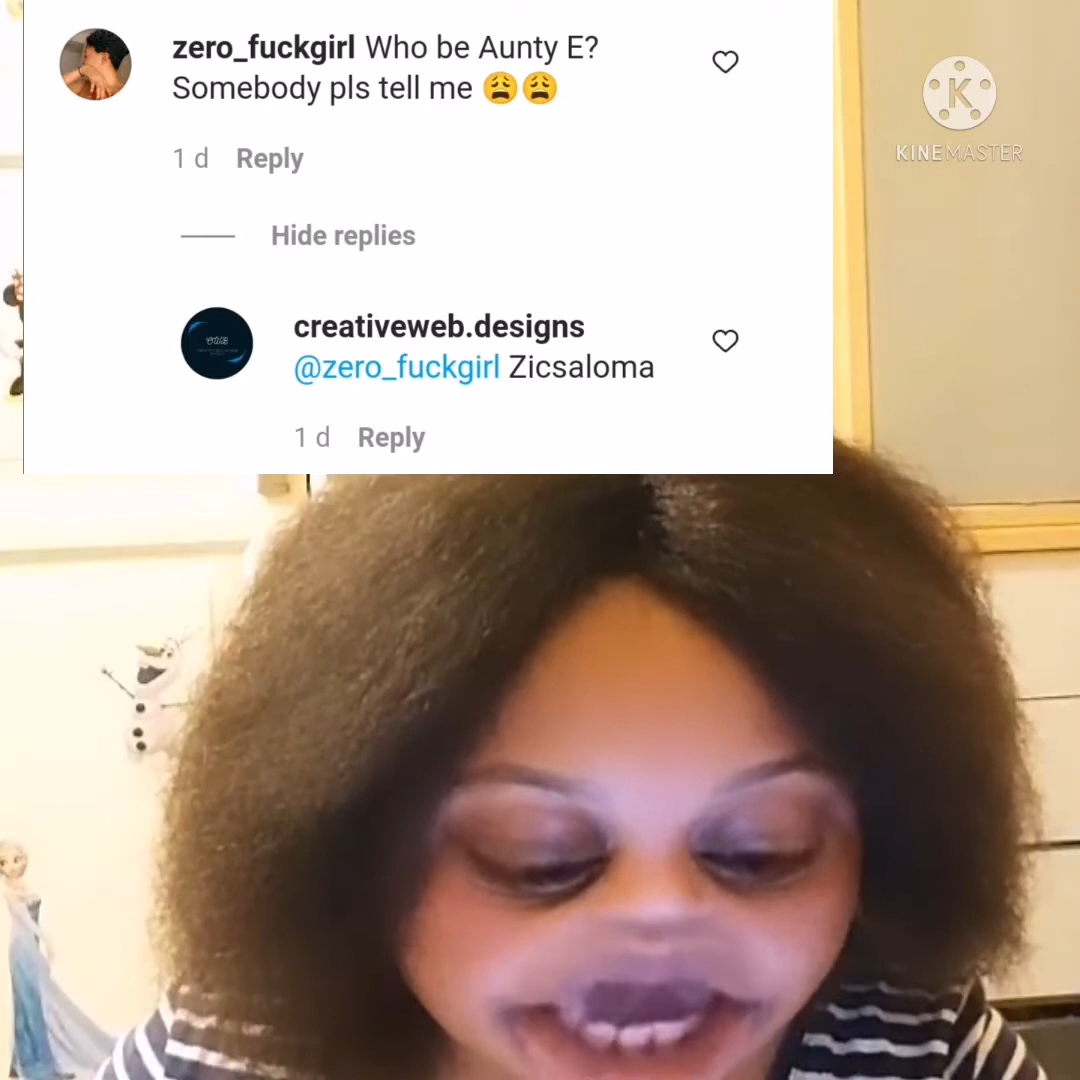 zero_fuckgirl Who be Aunty E?
Somebody pls tell me 😩😩
1 d Reply
Hide replies
creativeweb.designs
@zero_fuckgirl Zicsaloma
1 d Reply
K
KINEMASTER